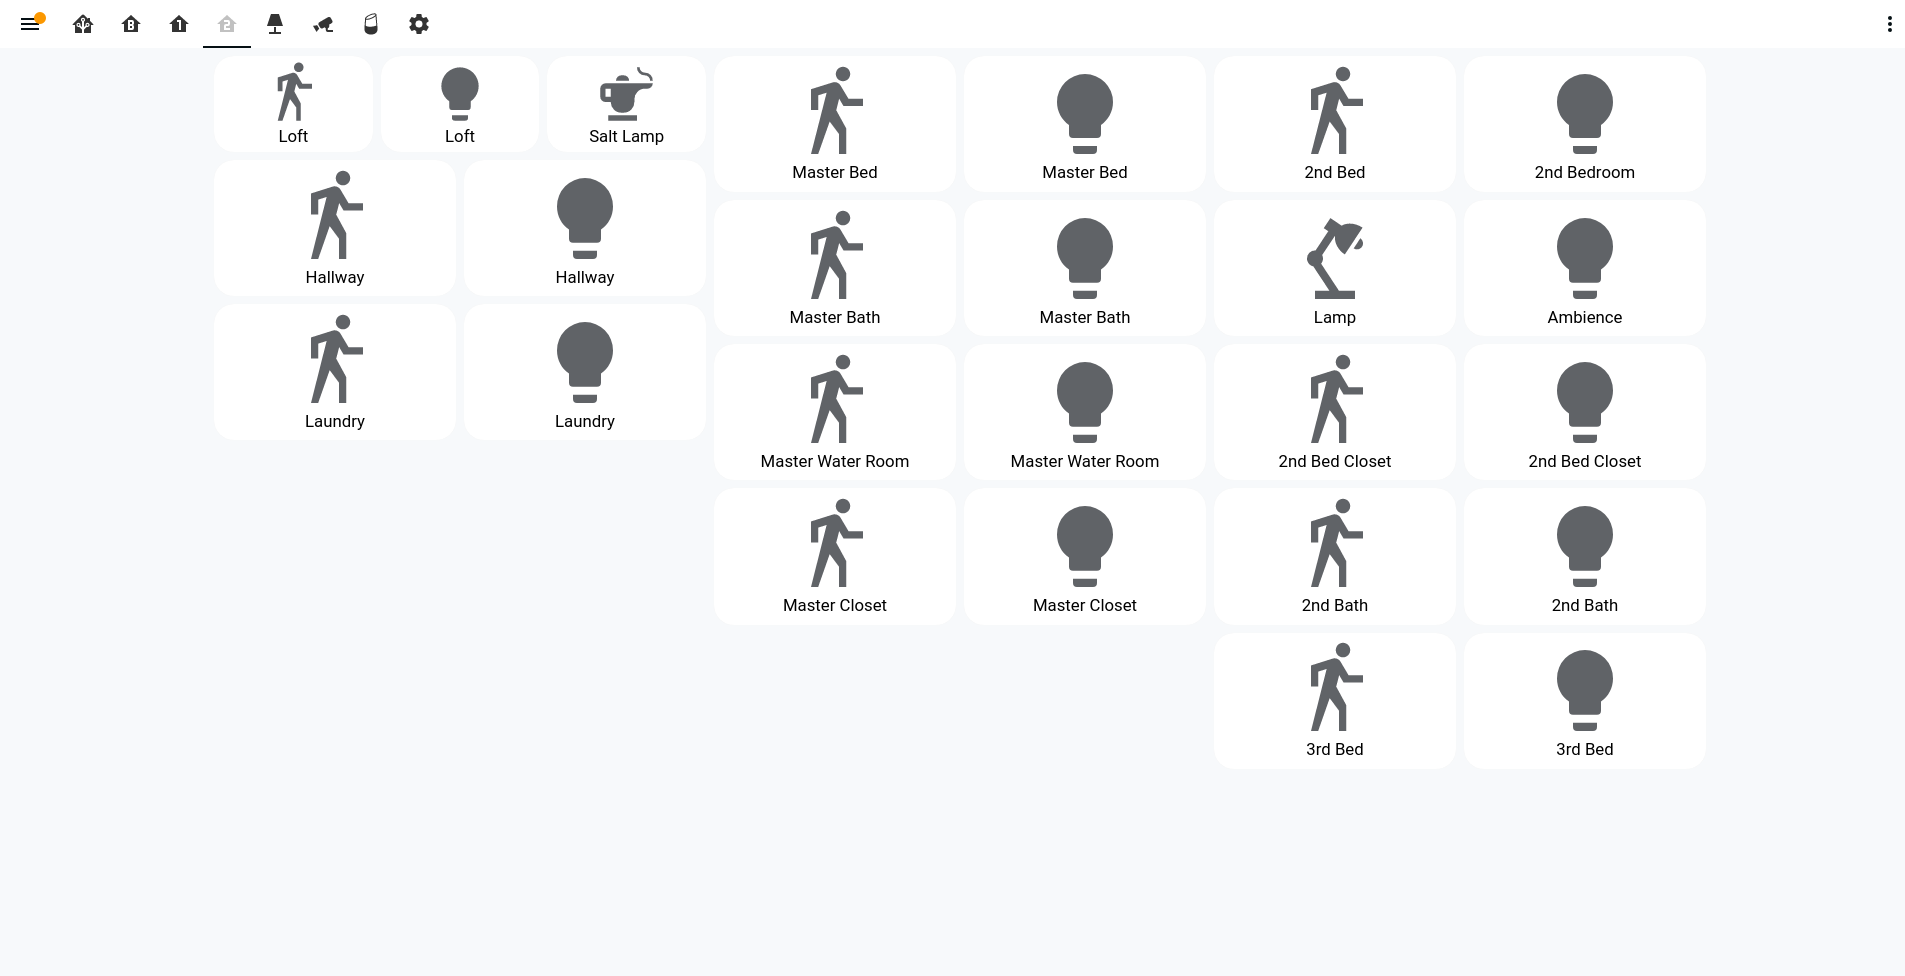 B
1
2
Loft
Loft
Salt Lamp
Hallway
Hallway
Laundry
Laundry
Master Bed
Master Bed
Master Bath
Master Bath
Master Water Room
Master Water Room
Master Closet
Master Closet
2nd Bed
2nd Bedroom
Lamp
Ambience
2nd Bed Closet
2nd Bed Closet
2nd Bath
2nd Bath
3rd Bed
3rd Bed